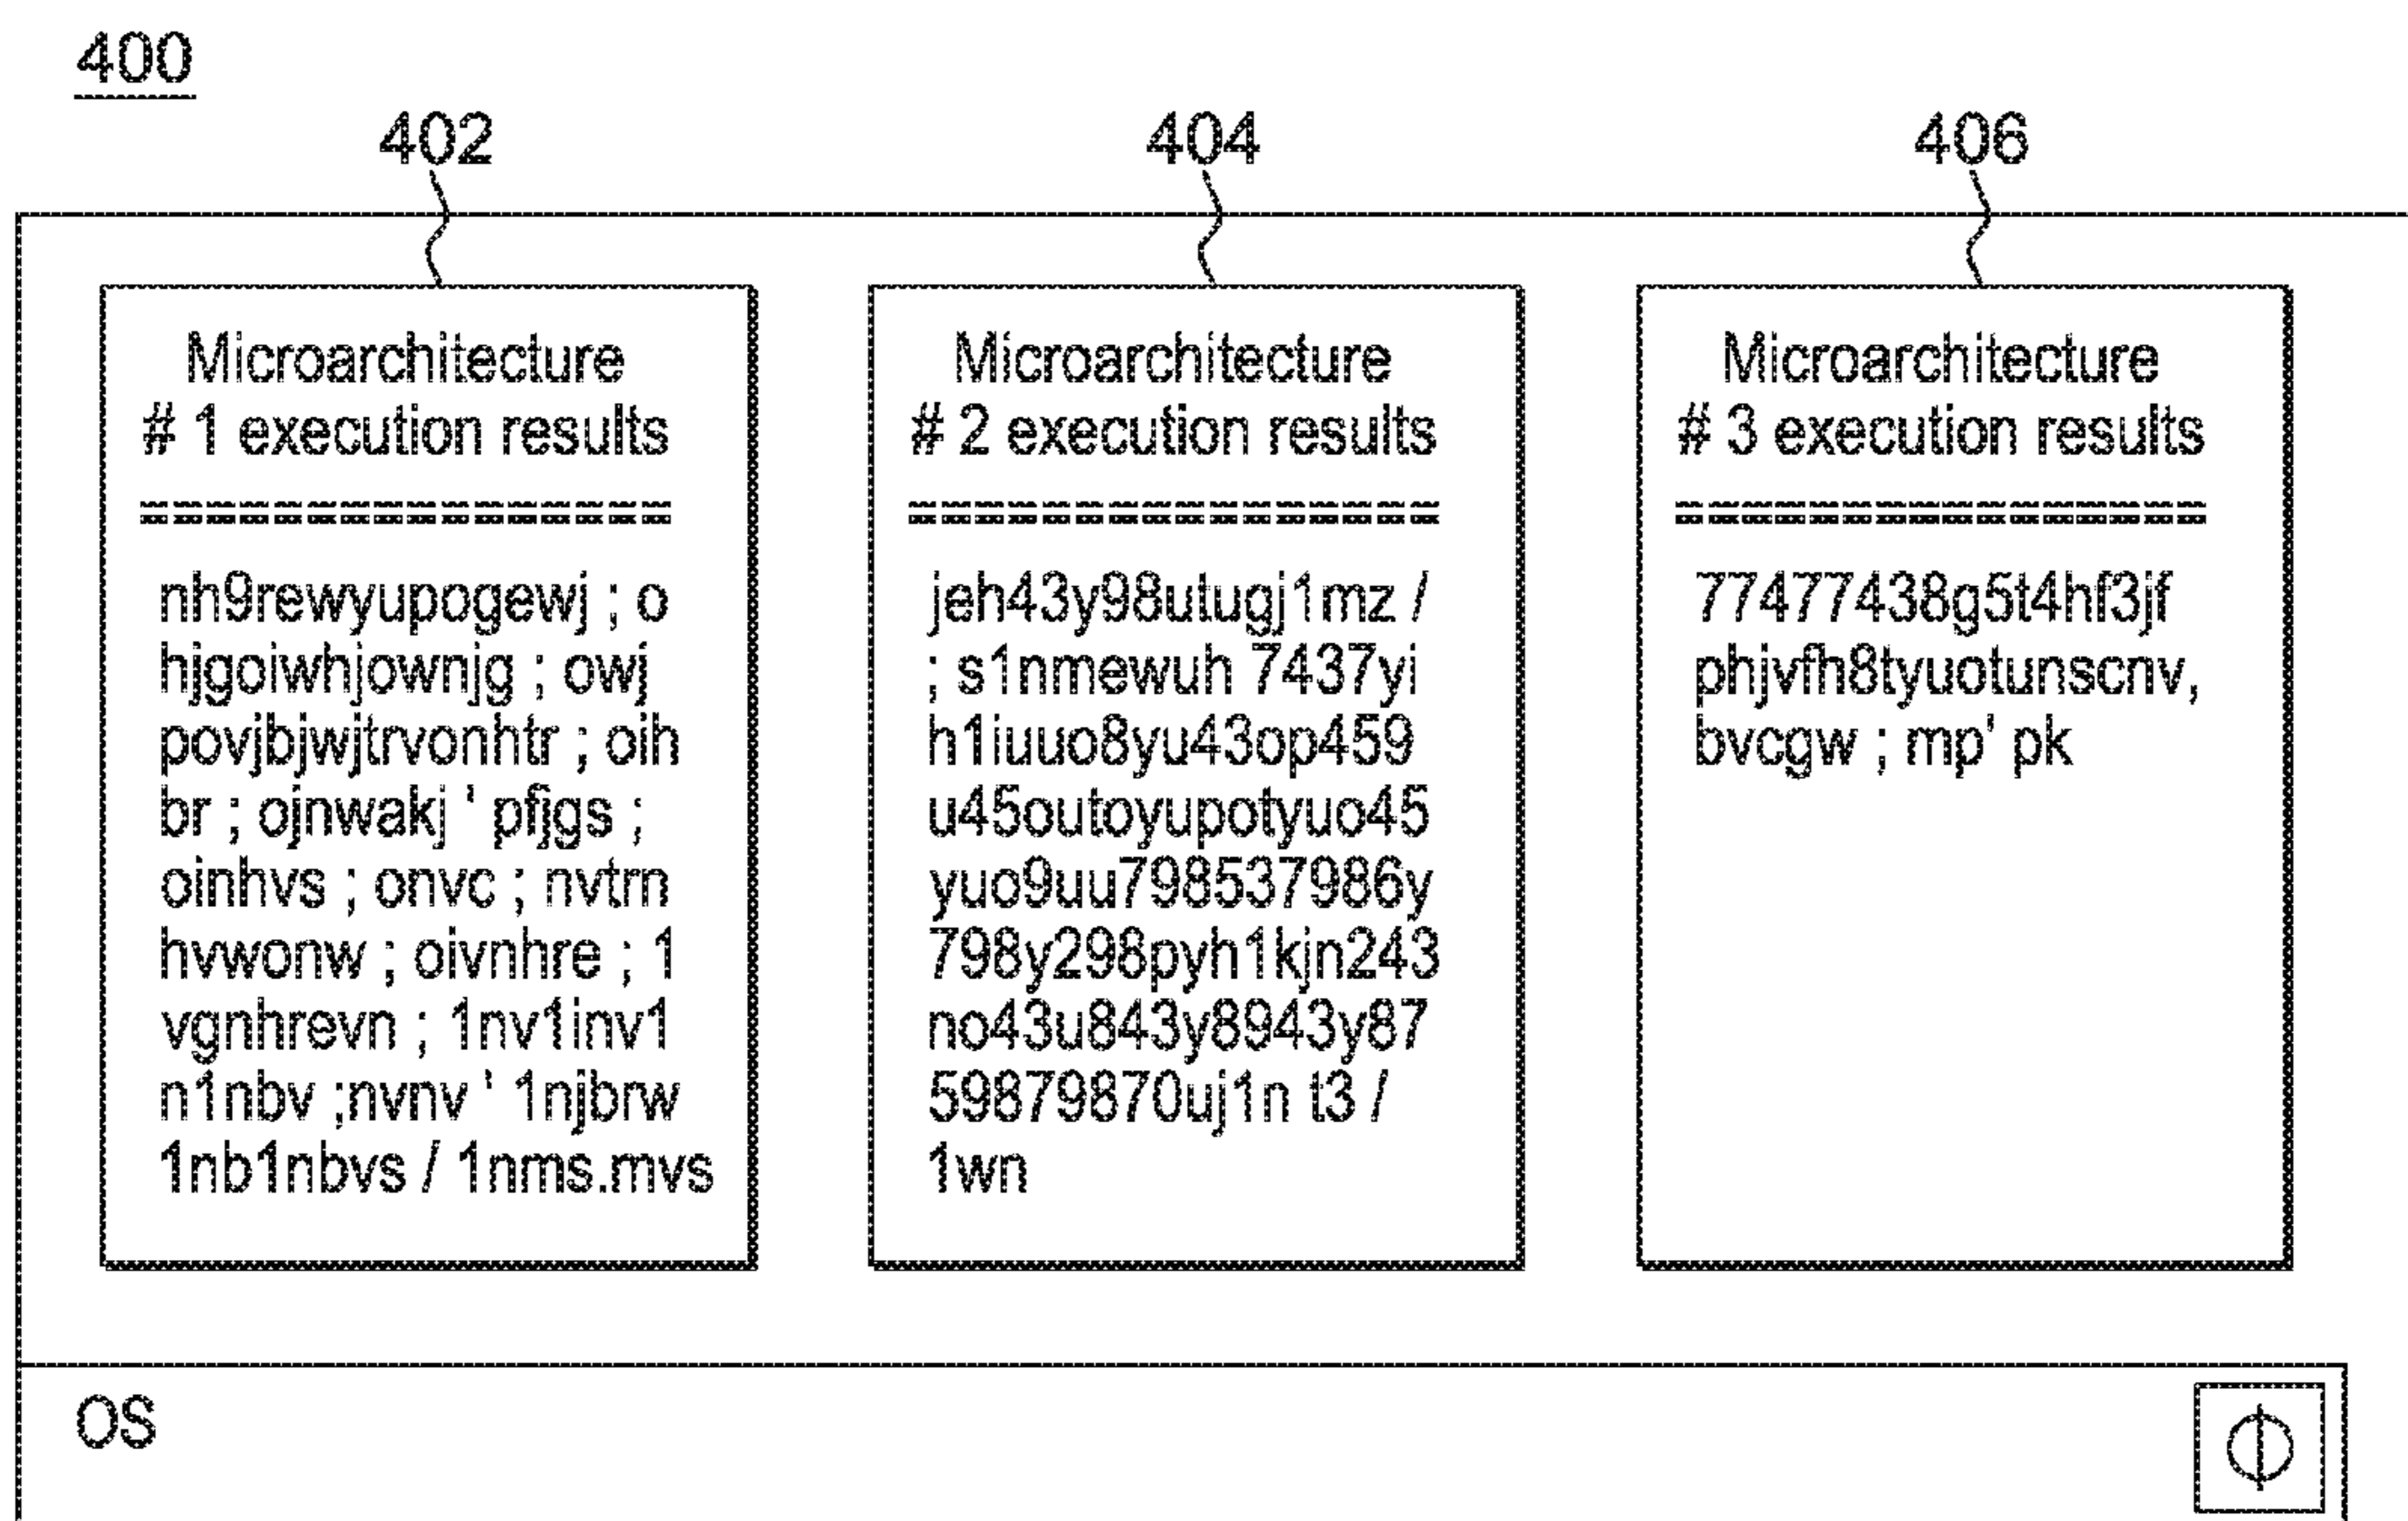 400
402
404
406
Microarchitecture
# 1 execution results
================
nh9rewyupogewj ; o
hjgoiwhjownjg ; owj
povjbjwjtrvonhtr ; oih
br ; ojnwakj ' pfjgs ;
oinhvs ; onvc ; nvtrn
hvwonw ; oivnhre ; 1
vgnhrevn ; 1nv1inv1
n1nbv ;nvnv ' 1njbrw
1nb1nbvs / 1nms.mvs
Microarchitecture
# 2 execution results
================
jeh43y98utugj1mz /
; s1nmewuh 7437yi
h1iuuo8yu43op459
u45outoyupotyuo45
yuo9uu798537986y
798y298pyh1kjn243
no43u843y8943y87
59879870uj1n t3 /
1wn
Microarchitecture
# 3 execution results
================
77477438g5t4hf3jf
phjvfh8tyuotunscnv,
bvcgw ; mp' pk
OS